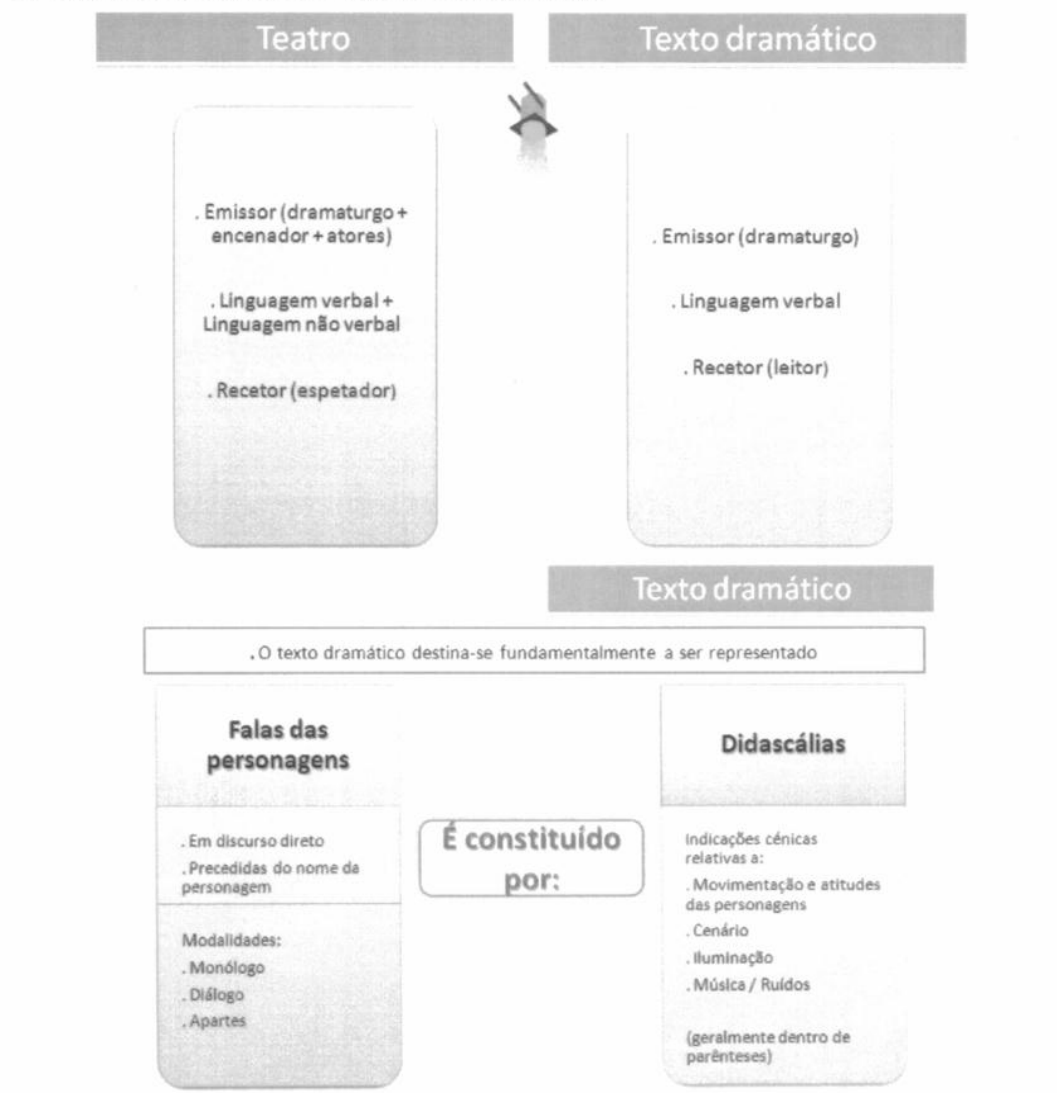 Teatro
Texto dramático
. Emissor (dramaturgo +
encenador + atores)
. Linguagem verbal +
Linguagem não verbal
. Recetor (espetador)
. Emissor (dramaturgo)
. Linguagem verbal
. Recetor (leitor)
Texto dramático
. O texto dramático destina-se fundamentalmente a ser representado
Falas das
personagens
. Em discurso direto
. Precedidas do nome da
personagem
Modalidades:
. Monólogo
. Diálogo
. Apartes
É constituído
por:
Didascálias
Indicações cénicas
relativas a:
. Movimentação e atitudes
das personagens
. Cenário
. Iluminação
. Música / Ruídos
(geralmente dentro de
parênteses)